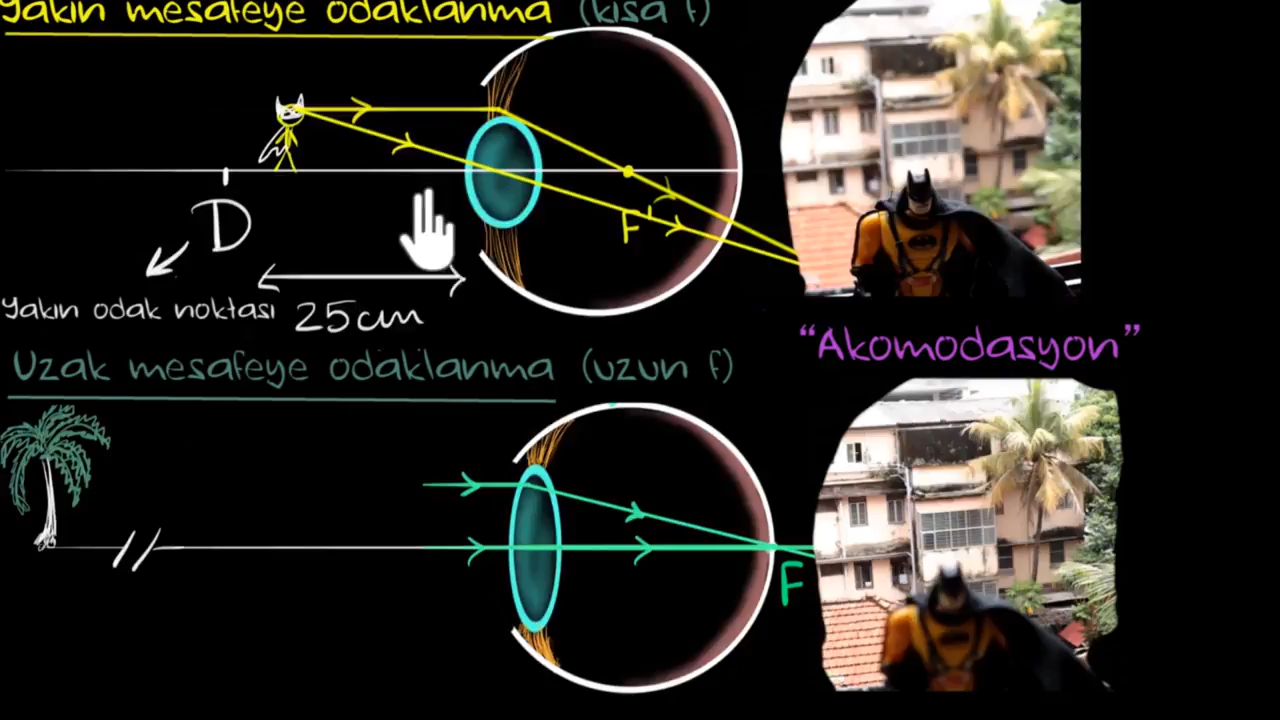 Yakın mesafeye odaklanma (kısa f)
D
F'
Yakın odak noktası 25cm
"Akomodasyon"
Uzak mesafeye odaklanma (uzun f)
F